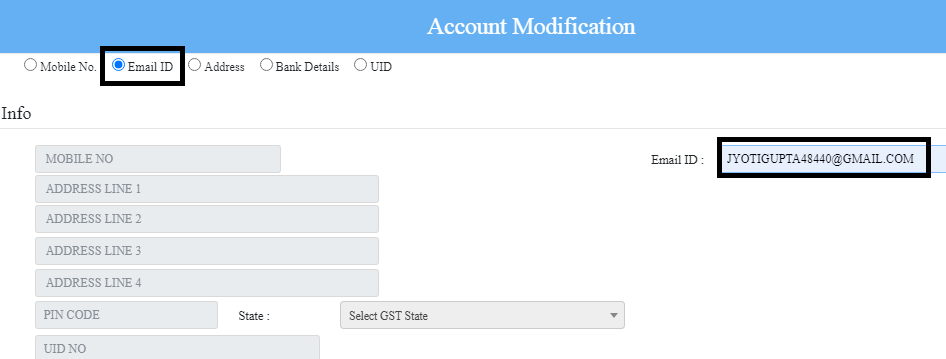 Account Modification
Mobile No. Email ID Address Bank Details UID
Info
MOBILE NO Email ID : JYOTIGUPTA48440@GMAIL.COM
ADDRESS LINE 1
ADDRESS LINE 2
ADDRESS LINE 3
ADDRESS LINE 4
PIN CODE State : Select GST State
UID NO